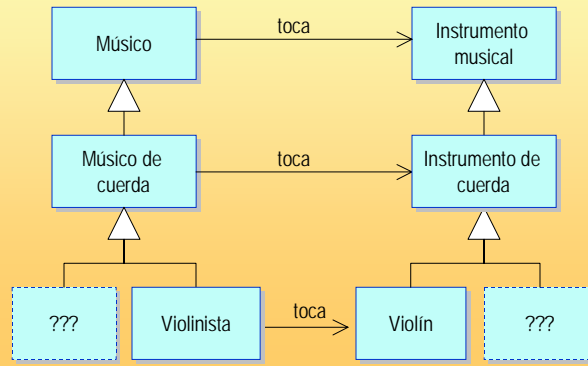 Músico
toca
Instrumento
musical
Músico de
cuerda
toca
Instrumento de
cuerda
???
Violinista
toca
Violín
???